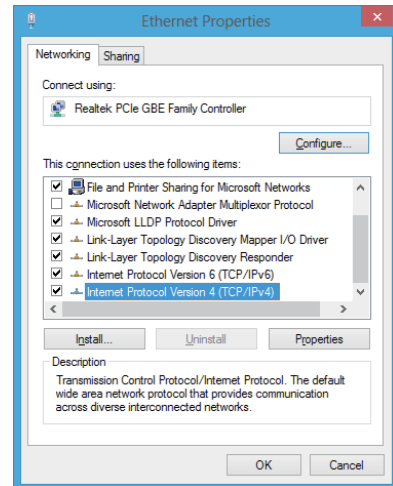 Ethernet Properties
Networking
Sharing
Connect using:
Realtek PCIe GBE Family Controller
Configure...
This connection uses the following items:
File and Printer Sharing for Microsoft Networks
Microsoft Network Adapter Multiplexor Protocol
Microsoft LLDP Protocol Driver
Link-Layer Topology Discovery Mapper I/O Driver
Link-Layer Topology Discovery Responder
Internet Protocol Version 6 (TCP/IPv6)
Internet Protocol Version 4 (TCP/IPv4)
Install...
Uninstall
Properties
Description
Transmission Control Protocol/Internet Protocol. The default
wide area network protocol that provides communication
across diverse interconnected networks.
OK
Cancel